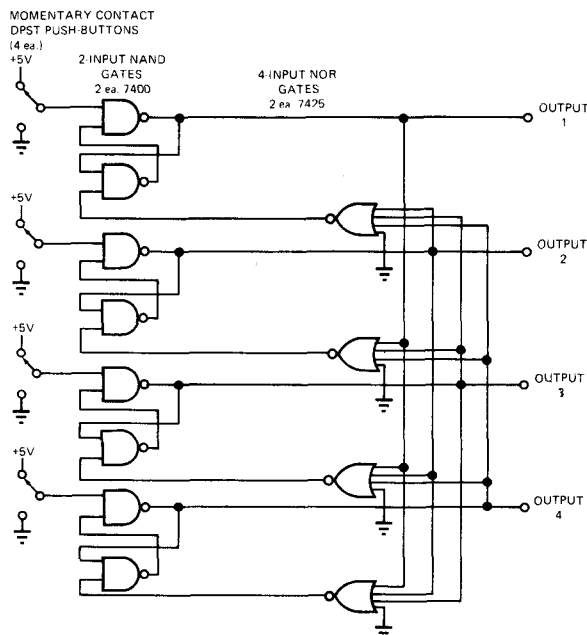 MOMENTARY CONTACT
DPST PUSH-BUTTONS
(4 ea.)
+5V
2-INPUT NAND
GATES
2 ea. 7400
4-INPUT NOR
GATES
2 ea. 7425
OUTPUT
1
+5V
OUTPUT
2
+5V
OUTPUT
3
+5V
OUTPUT
4